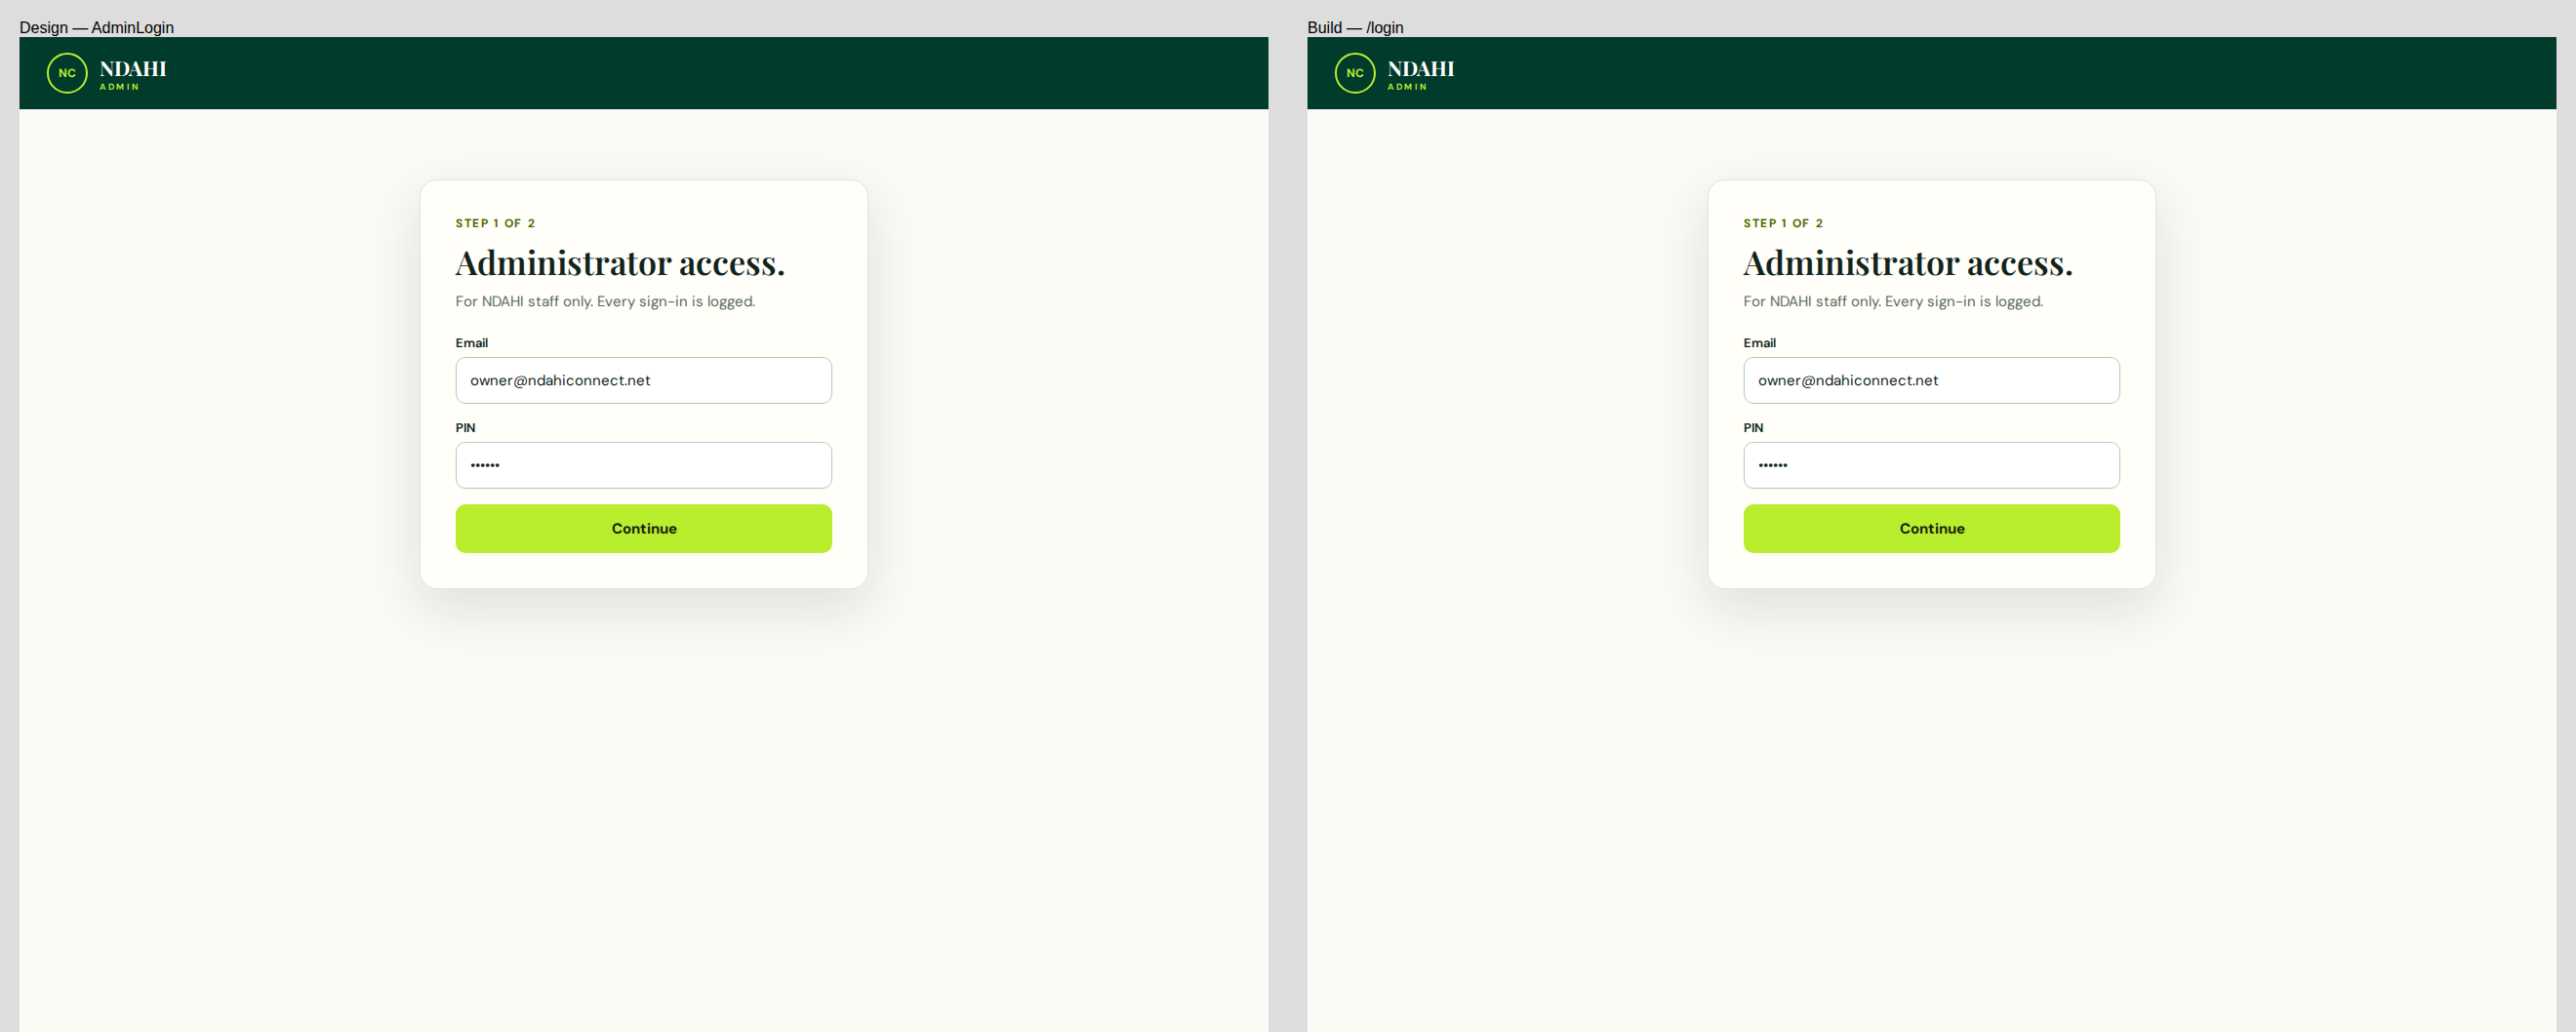 Design — AdminLogin
NC
NDAHI
ADMIN
STEP 1 OF 2
Administrator access.
For NDAHI staff only. Every sign-in is logged.
Email
owner@ndahiconnect.net
PIN
••••••
Continue
Build — /login
NC
NDAHI
ADMIN
STEP 1 OF 2
Administrator access.
For NDAHI staff only. Every sign-in is logged.
Email
owner@ndahiconnect.net
PIN
••••••
Continue